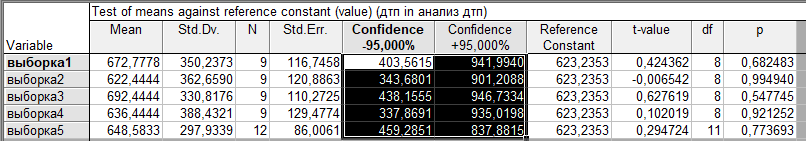 Test of means against reference constant (value) (дтп in анализ дтп)
Variable Mean Std.Dv. N Std.Err. Confidence -95,000% Confidence +95,000% Reference Constant t-value df p
выборка1 672,7778 350,2373 9 116,7458 403,5615 941,9940 623,2353 0,424362 8 0,682483
выборка2 622,4444 362,6590 9 120,8863 343,6801 901,2088 623,2353 -0,006542 8 0,994940
выборка3 692,4444 330,8176 9 110,2725 438,1555 946,7334 623,2353 0,627619 8 0,547745
выборка4 636,4444 388,4321 9 129,4774 337,8691 935,0198 623,2353 0,102019 8 0,921252
выборка5 648,5833 297,9339 12 86,0061 459,2851 837,8815 623,2353 0,294724 11 0,773693